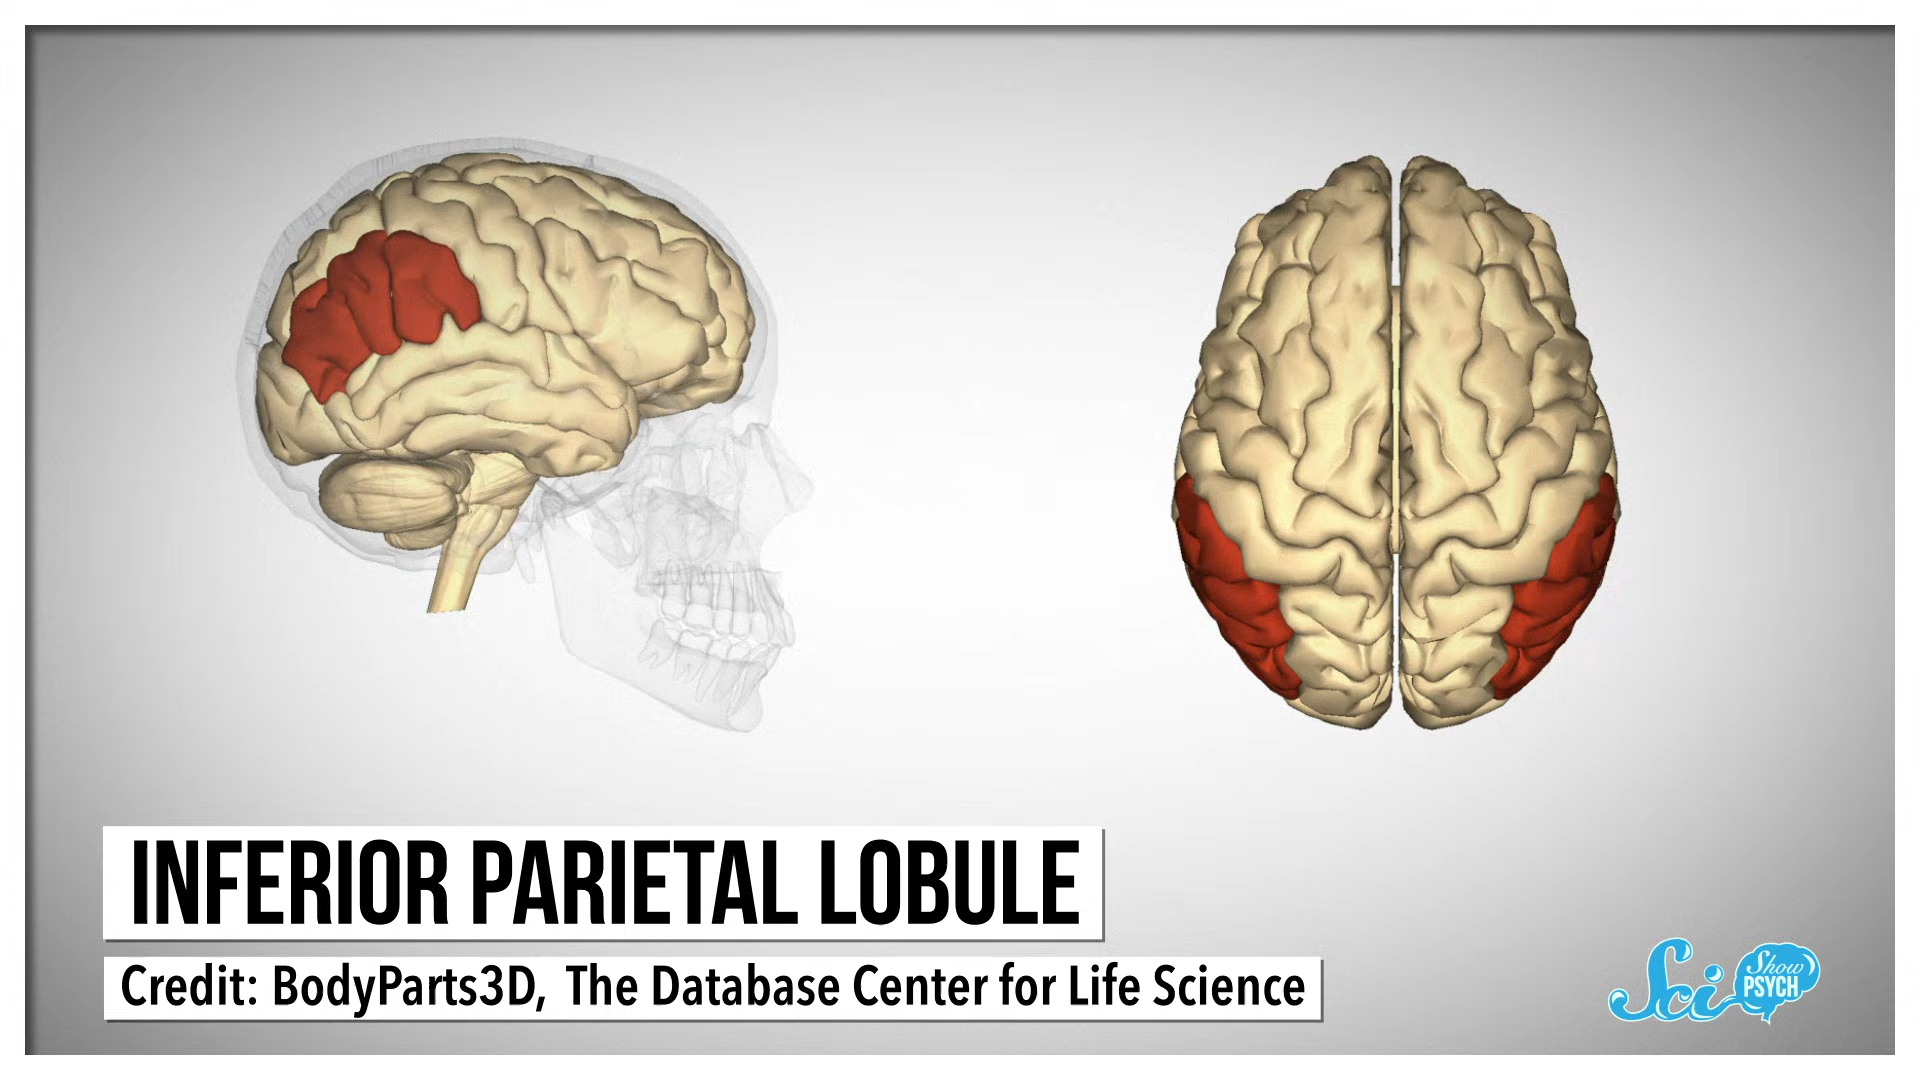 INFERIOR PARIETAL LOBULE
Credit: BodyParts3D, The Database Center for Life Science
Sci Show
PSYCH